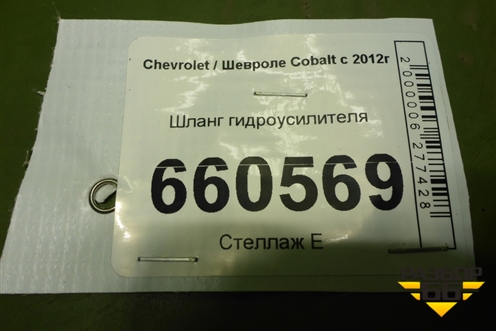 Chevrolet / Шевроле Cobalt с 2012г
Шланг гидроусилителя
660569
Стеллаж Е
2000006277428